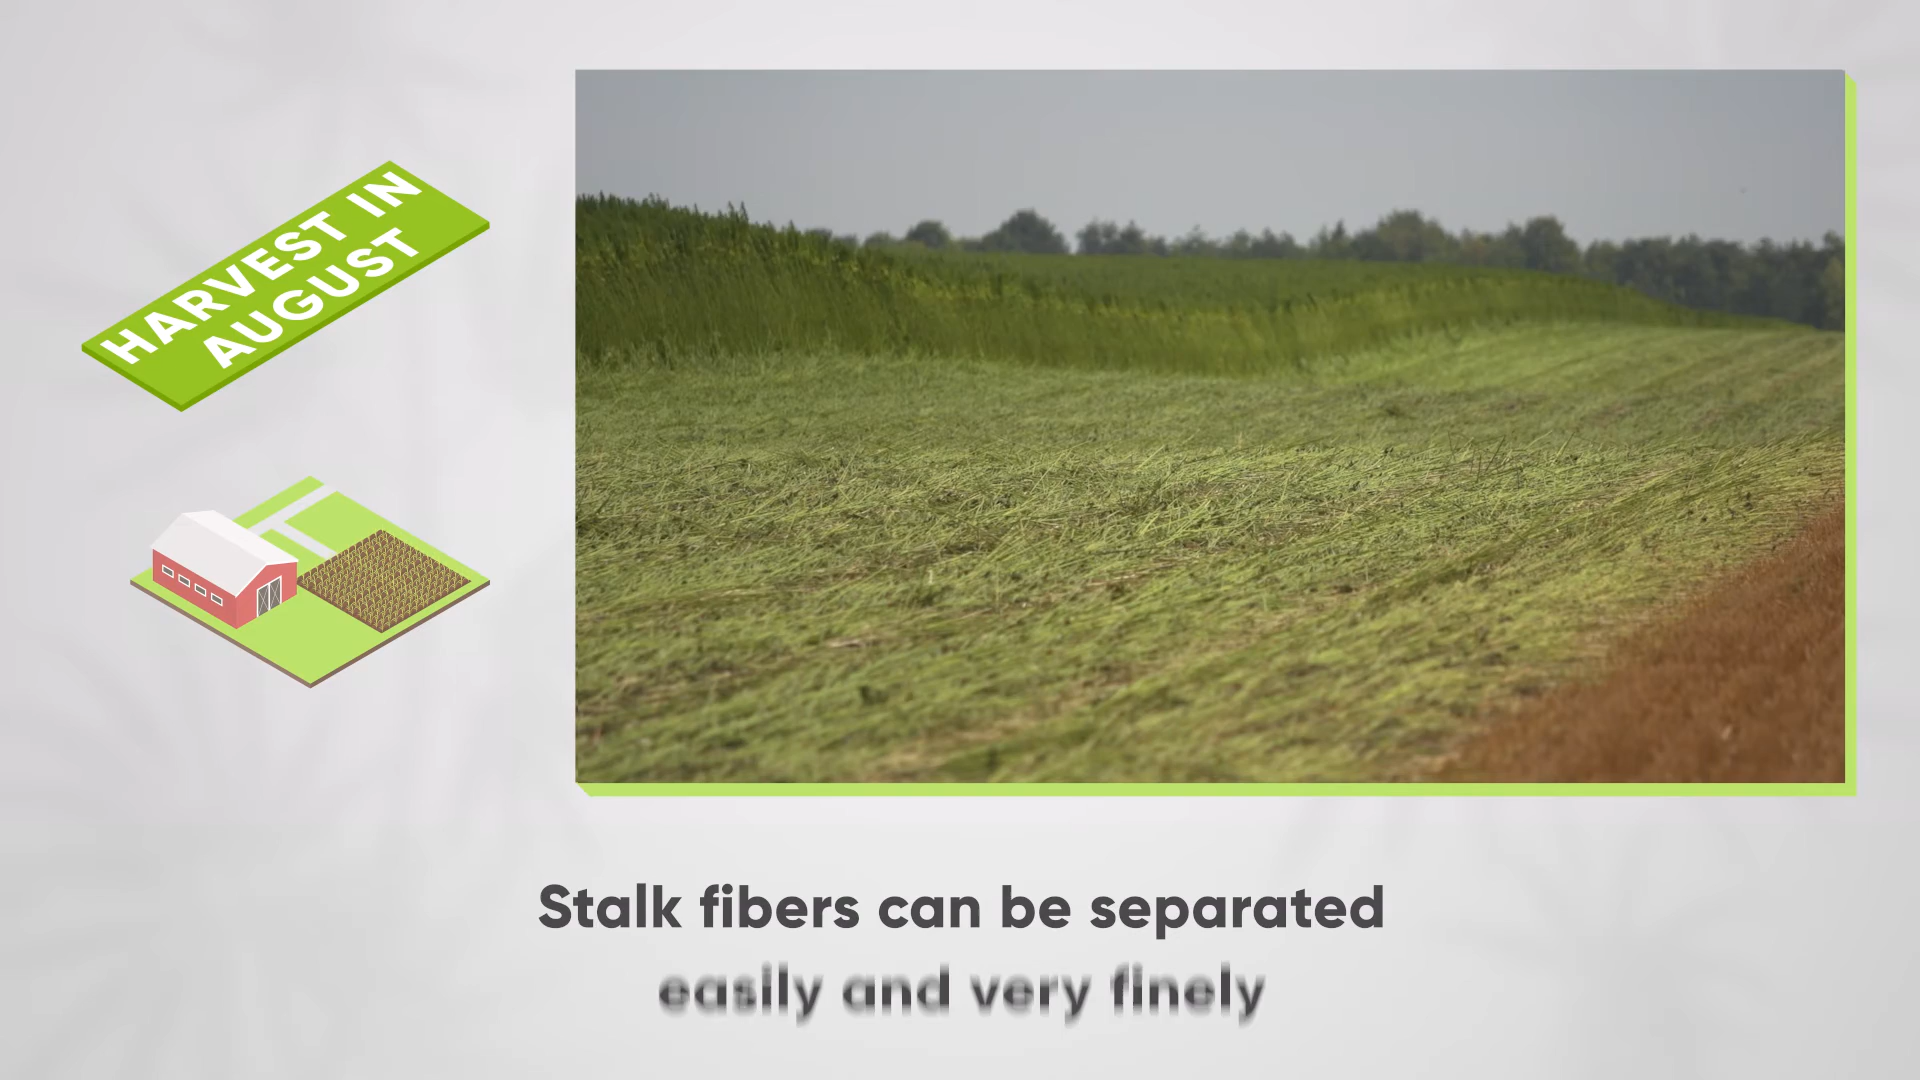 HARVEST IN
AUGUST
Stalk fibers can be separated
easily and very finely